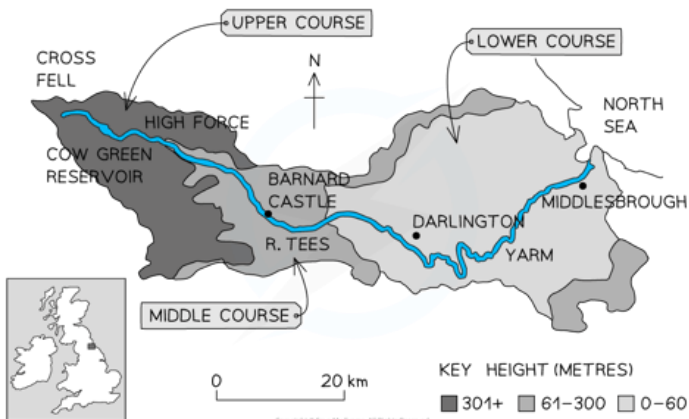 UPPER COURSE
LOWER COURSE
CROSS
FELL
N
NORTH
SEA
HIGH FORCE
COW GREEN
RESERVOIR
BARNARD
CASTLE
MIDDLESBROUGH
DARLINGTON
R. TEES
YARM
MIDDLE COURSE
KEY HEIGHT (METRES)
0 20 km
301+ 61-300 0-60